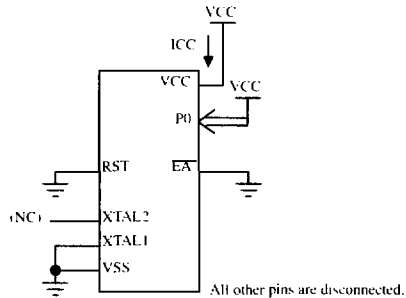 VCC
ICC
VCC
VCC
P0
RST
EA
(NC)
XTAL2
XTAL1
VSS
All other pins are disconnected.